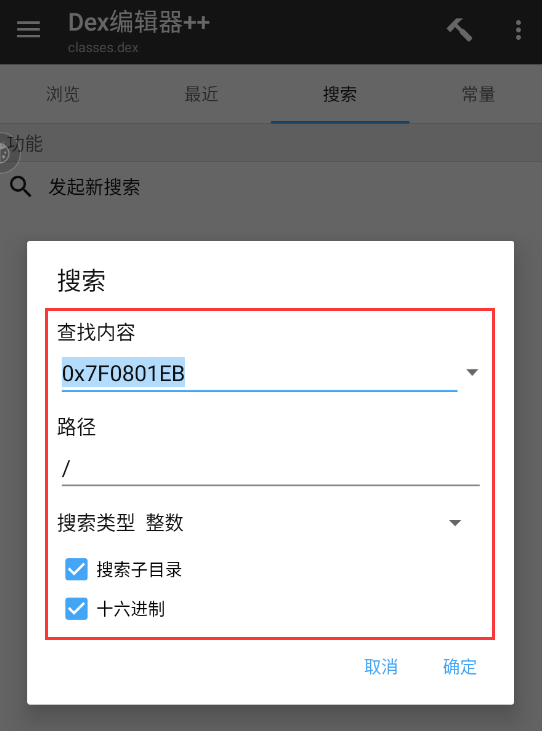 Dex编辑器++
classes.dex
浏览 最近 搜索 常量
功能
发起新搜索
搜索
查找内容
0x7F0801EB
路径
/
搜索类型 整数
搜索子目录
十六进制
取消 确定